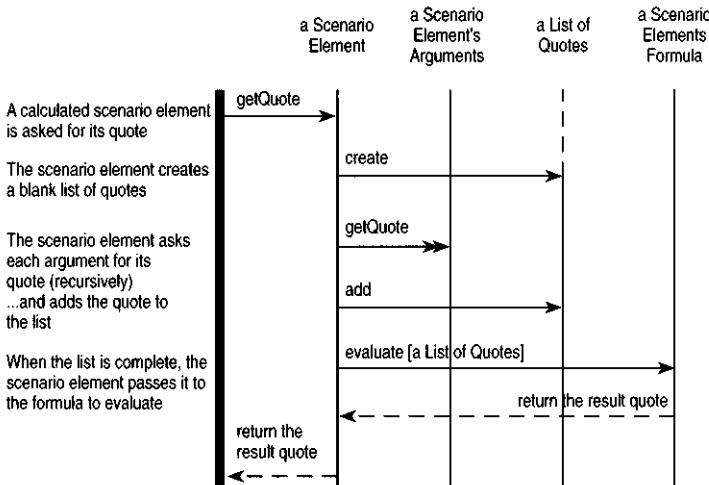 a Scenario
Element
a Scenario
Element's
Arguments
a List of
Quotes
a Scenario
Elements
Formula
A calculated scenario element
is asked for its quote
getQuote
The scenario element creates
a blank list of quotes
create
The scenario element asks
each argument for its
quote (recursively)
...and adds the quote to
the list
getQuote
add
When the list is complete, the
scenario element passes it to
the formula to evaluate
evaluate [a List of Quotes]
return the result quote
return the
result quote